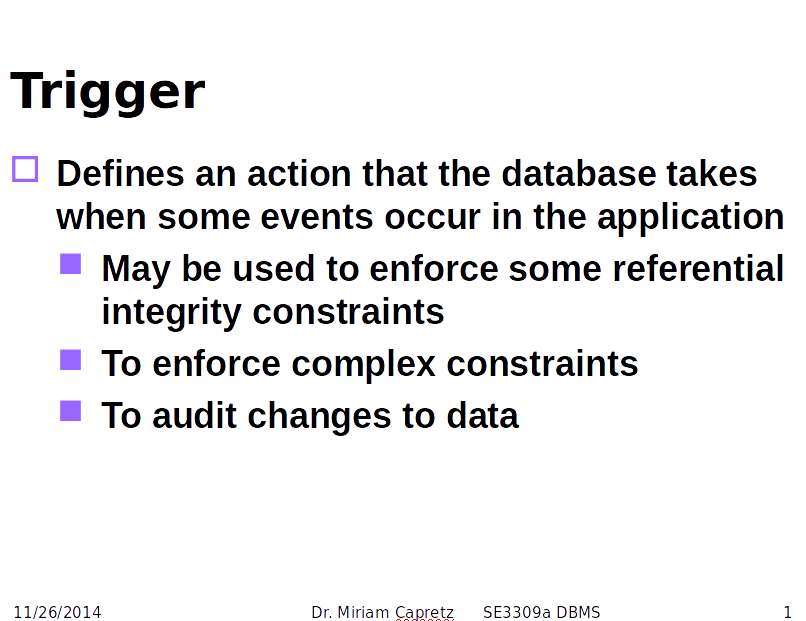 Trigger
Defines an action that the database takes
when some events occur in the application
May be used to enforce some referential
integrity constraints
To enforce complex constraints
To audit changes to data
11/26/2014 Dr. Miriam Capretz SE3309a DBMS 1